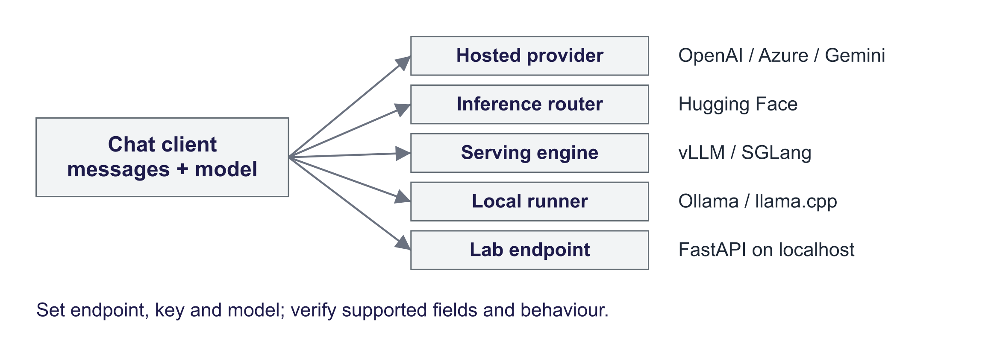 Chat client
messages + model
Hosted provider
OpenAI / Azure / Gemini
Inference router
Hugging Face
Serving engine
vLLM / SGLang
Local runner
Ollama / llama.cpp
Lab endpoint
FastAPI on localhost
Set endpoint, key and model; verify supported fields and behaviour.